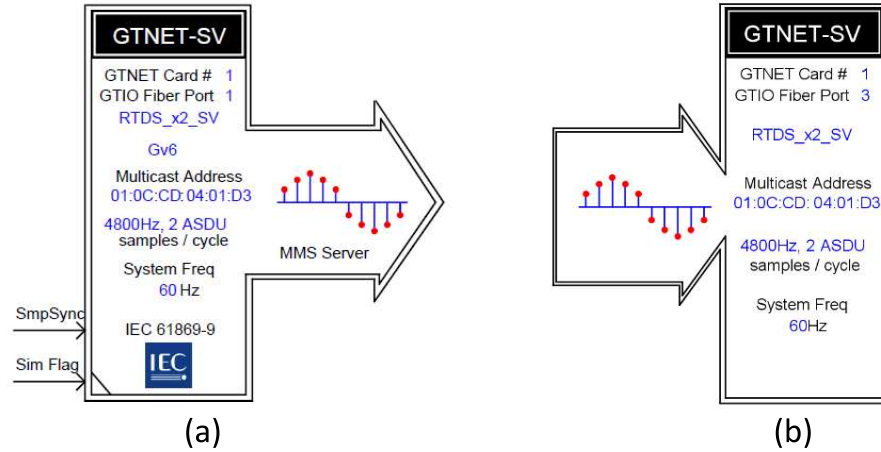 GTNET-SV
GTNET Card # 1
GTIO Fiber Port 1
RTDS_x2_SV
Gv6
Multicast Address
01:0C:CD:04:01:D3
4800Hz, 2 ASDU
samples / cycle
System Freq
60 Hz
IEC 61869-9
IEC
MMS Server
SmpSync
Sim Flag
(a)
GTNET-SV
GTNET Card # 1
GTIO Fiber Port 3
RTDS_x2_SV
Multicast Address
01:0C:CD:04:01:D3
4800Hz, 2 ASDU
samples / cycle
System Freq
60Hz
(b)